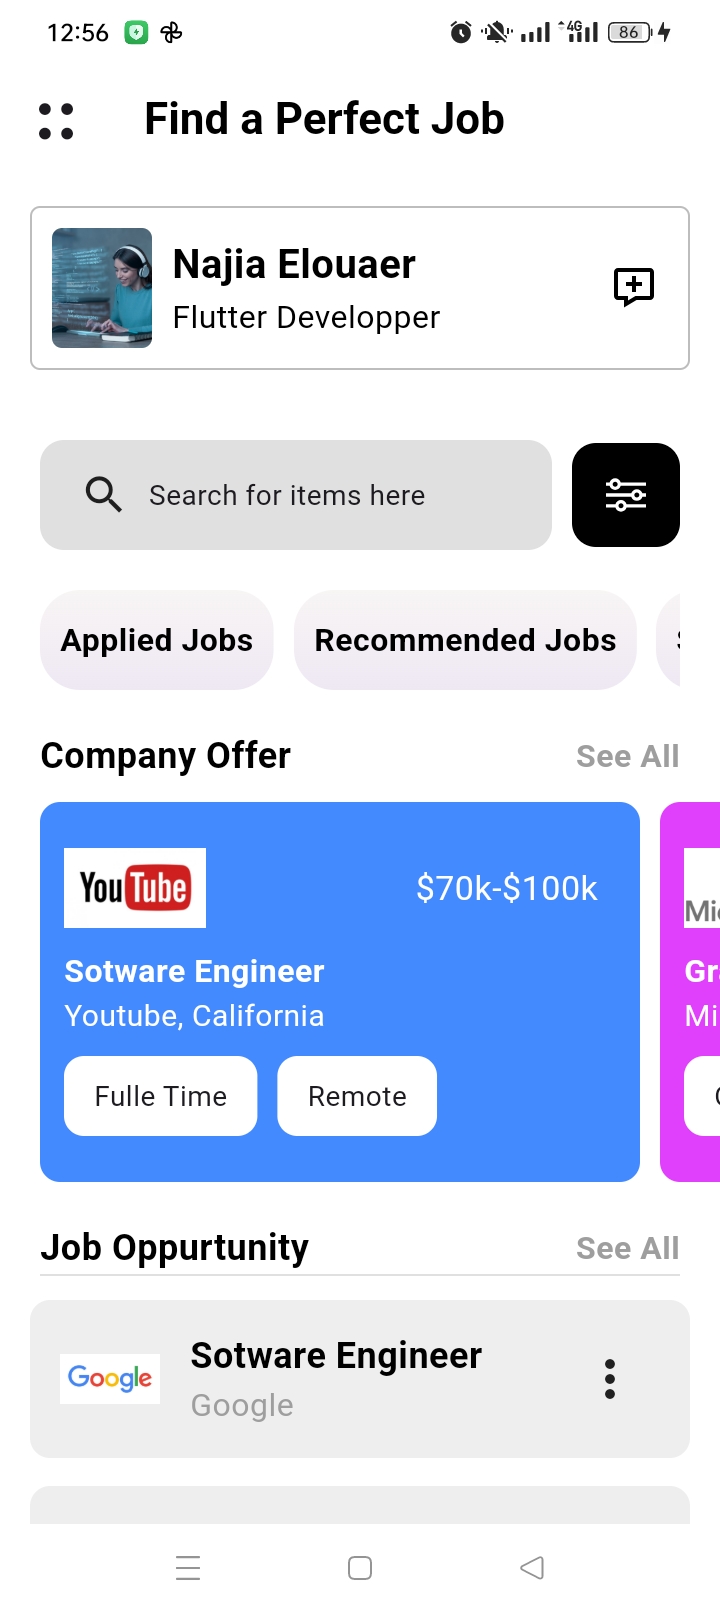 12:56
4G
86
Find a Perfect Job
Najia Elouaer
Flutter Developper
Search for items here
Applied Jobs
Recommended Jobs
Company Offer
See All
YouTube
$70k-$100k
Sotware Engineer
Youtube, California
Fulle Time
Remote
Mi
Gr
Mi
Job Oppurtunity
See All
Google
Sotware Engineer
Google